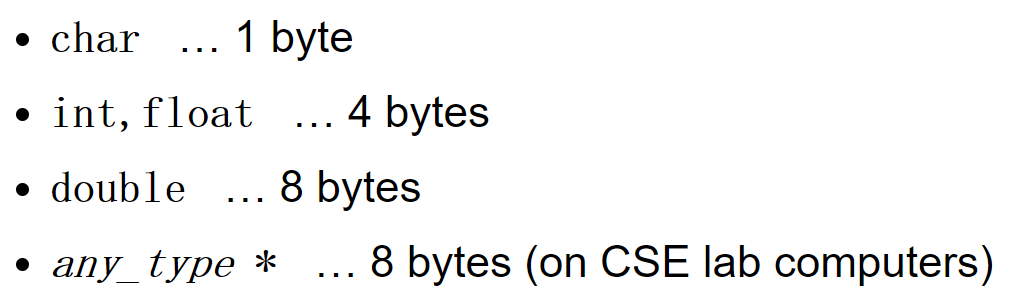 • char … 1 byte
• int,float … 4 bytes
• double … 8 bytes
• any_type * … 8 bytes (on CSE lab computers)